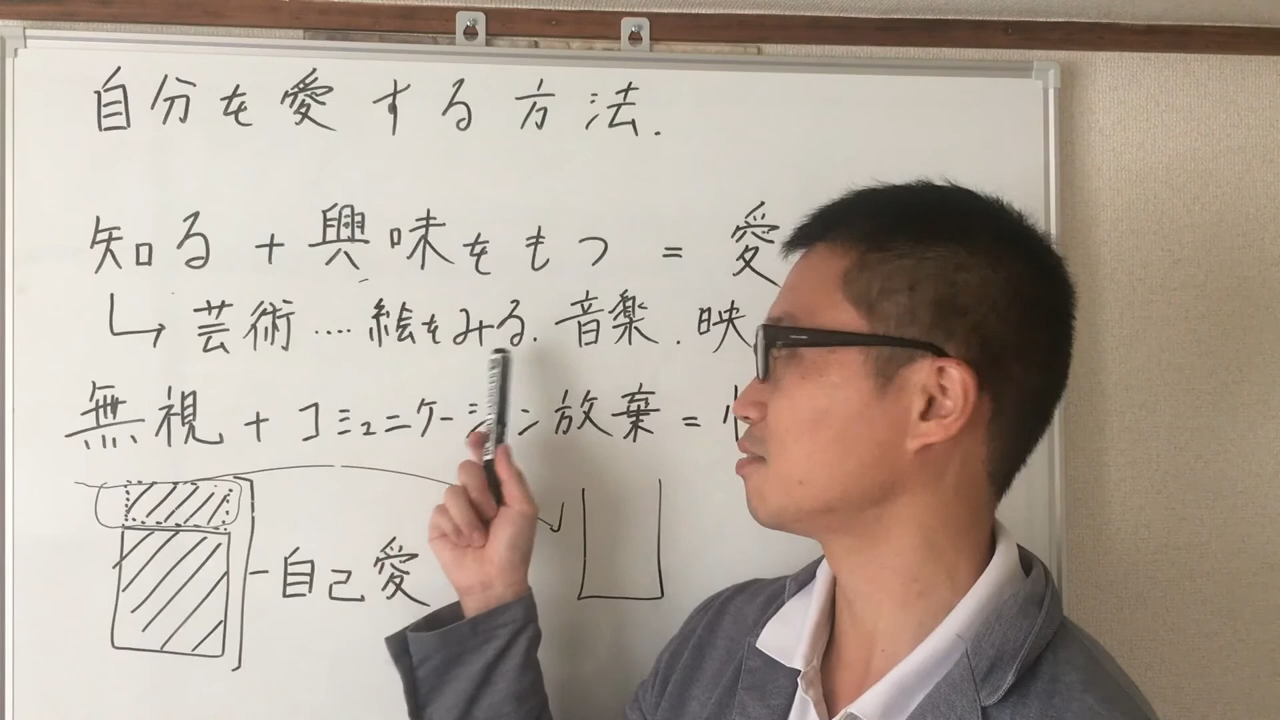 自分を愛する方法.
知る + 興味をもつ = 愛
芸術 .... 絵をみる. 音楽. 映
無視 + コミュニケーション放棄 =
自己愛